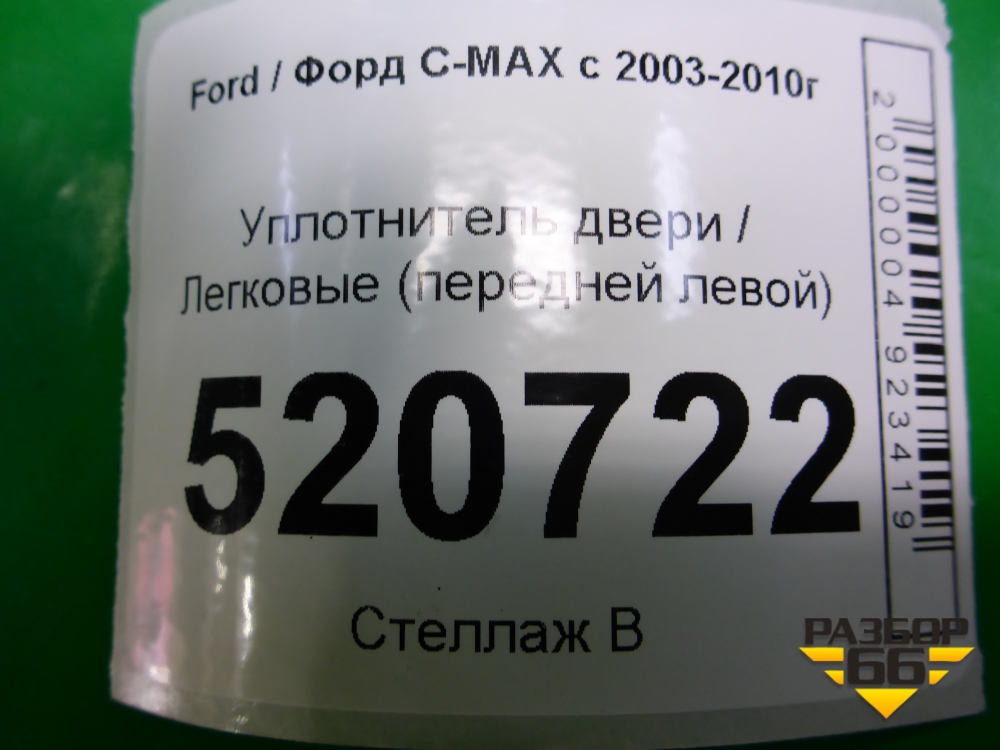 Ford / Форд C-MAX с 2003-2010г
Уплотнитель двери /
Легковые (передней левой)
520722
Стеллаж В
2000004923419
РАЗБОР
66